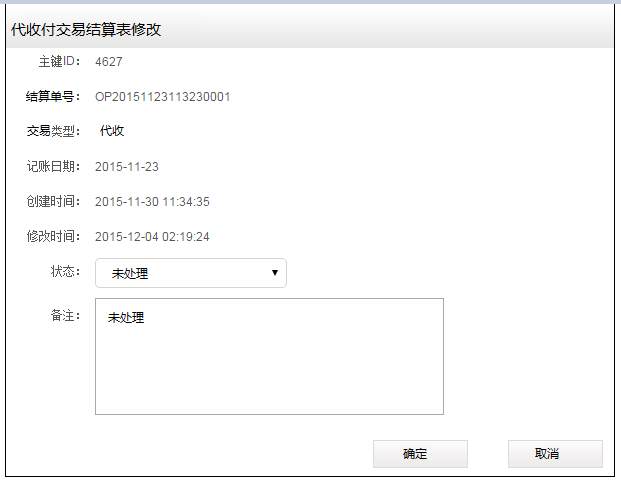 代收付交易结算表修改
主键ID： 4627
结算单号： OP20151123113230001
交易类型： 代收
记账日期： 2015-11-23
创建时间： 2015-11-30 11:34:35
修改时间： 2015-12-04 02:19:24
状态： 未处理
备注： 未处理
确定 取消